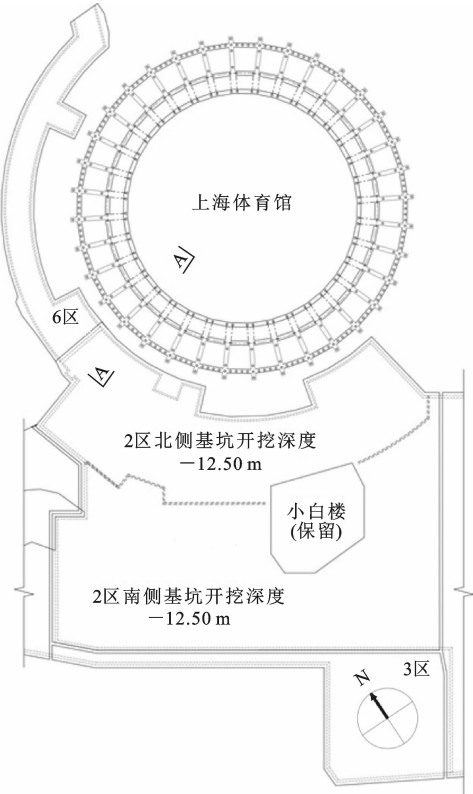 上海体育馆
A
6区
A
2区北侧基坑开挖深度
－12.50 m
小白楼
(保留)
2区南侧基坑开挖深度
－12.50 m
3区
N